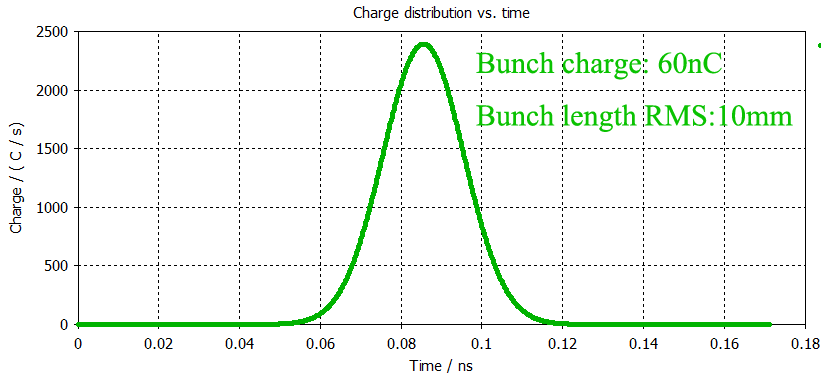 Charge distribution vs. time
2500
2000
1500
1000
500
0
Charge / ( C / s)
Bunch charge: 60nC
Bunch length RMS:10mm
0 0.02 0.04 0.06 0.08 0.1 0.12 0.14 0.16 0.18
Time / ns